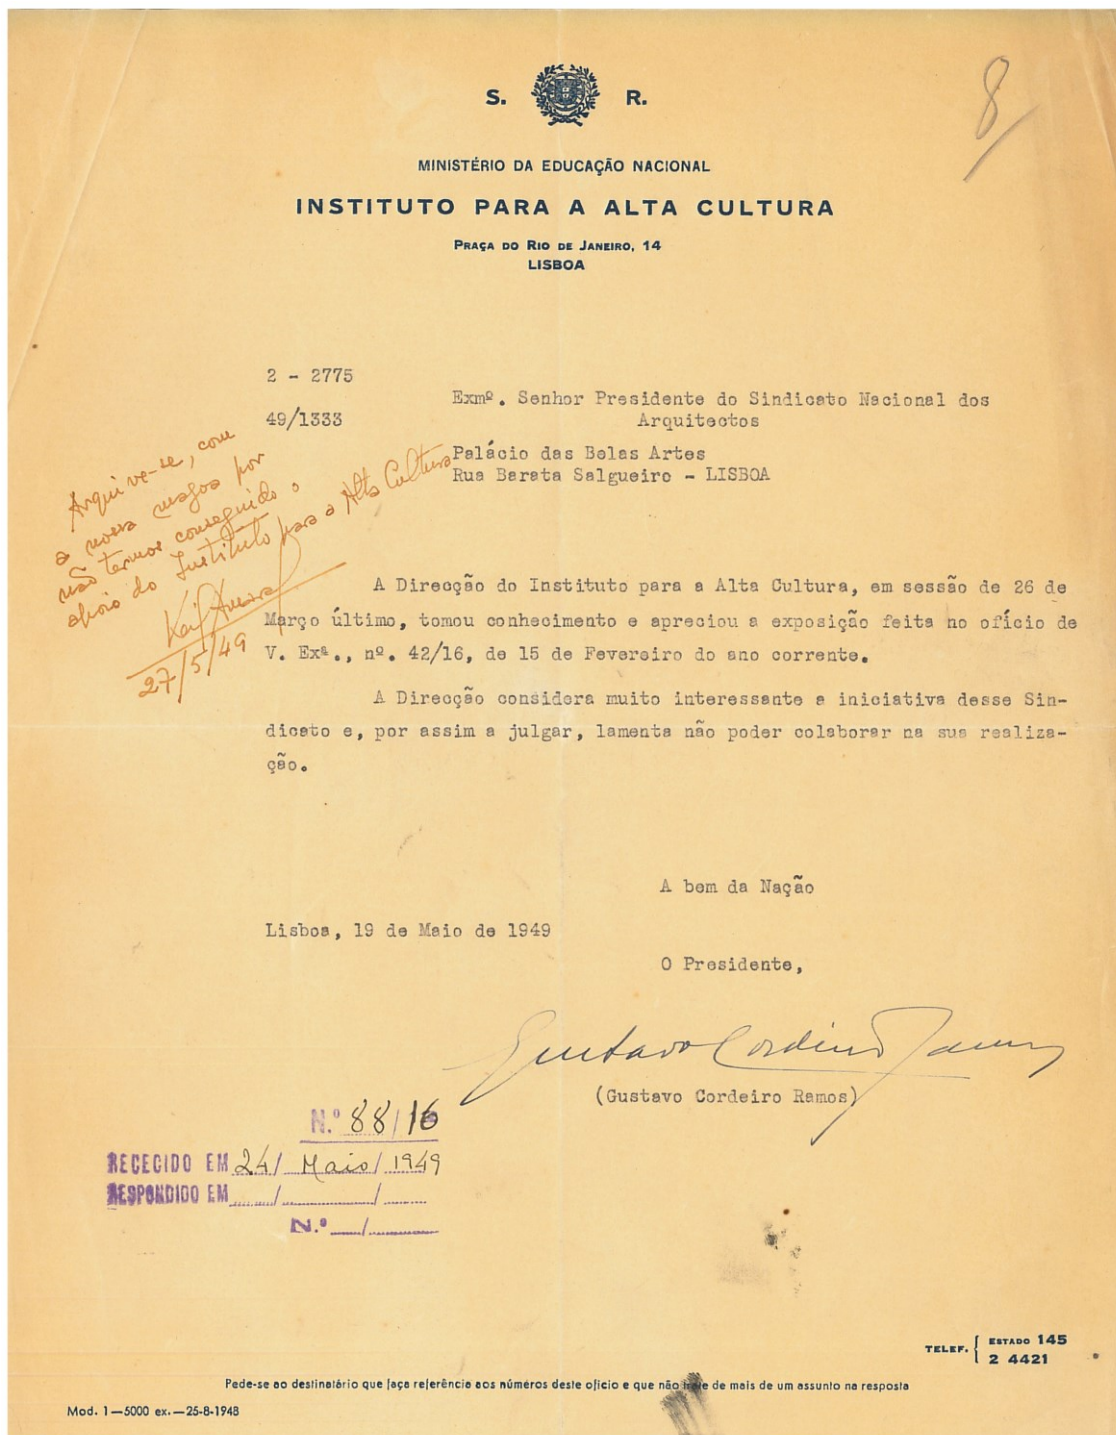 8
S. R.
MINISTÉRIO DA EDUCAÇÃO NACIONAL
INSTITUTO PARA A ALTA CULTURA
PRAÇA DO RIO DE JANEIRO, 14
LISBOA
2 - 2775
49/1333
Exmº. Senhor Presidente do Sindicato Nacional dos
Arquitectos
Palácio das Belas Artes
Rua Barata Salgueiro - LISBOA
Arquive-se, com
a nossa magoa por
não termos conseguido o
apoio do Instituto para a Alta Cultura
Keil Amaral
27/5/49
A Direcção do Instituto para a Alta Cultura, em sessão de 26 de
Março último, tomou conhecimento e apreciou a exposição feita no ofício de
V. Exª., nº. 42/16, de 15 de Fevereiro do ano corrente.
A Direcção considera muito interessante a iniciativa desse Sin-
dicato e, por assim a julgar, lamenta não poder colaborar na sua realiza-
ção.
A bem da Nação
Lisboa, 19 de Maio de 1949
O Presidente,
Gustavo Cordeiro Ramos
(Gustavo Cordeiro Ramos)
N.º 88/16
RECECIDO EM 24/ Maio/ 1949
RESPONDIDO EM / /
N.º /
TELEF. { ESTADO 145
2 4421
Pede-se ao destinatário que faça referência aos números deste ofício e que não de mais de um assunto na resposta
Mod. 1—5000 ex.—25-8-1948